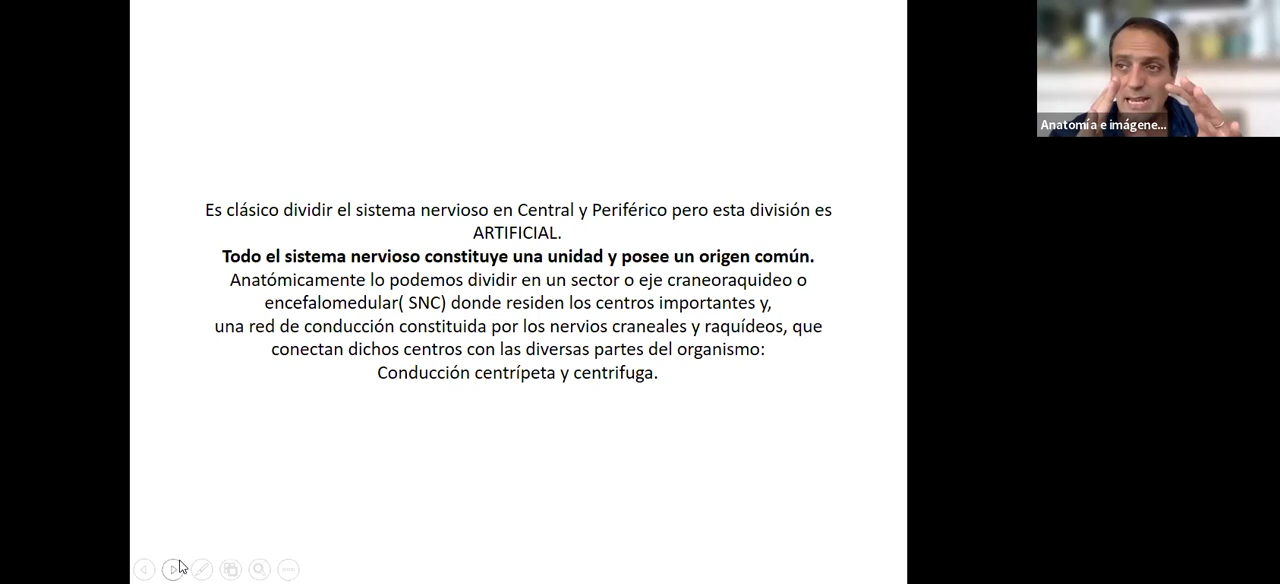 Es clásico dividir el sistema nervioso en Central y Periférico pero esta división es
ARTIFICIAL.
Todo el sistema nervioso constituye una unidad y posee un origen común.
Anatómicamente lo podemos dividir en un sector o eje craneoraquideo o
encefalomedular( SNC) donde residen los centros importantes y,
una red de conducción constituida por los nervios craneales y raquídeos, que
conectan dichos centros con las diversas partes del organismo:
Conducción centrípeta y centrifuga.
Anatomía e imágene...